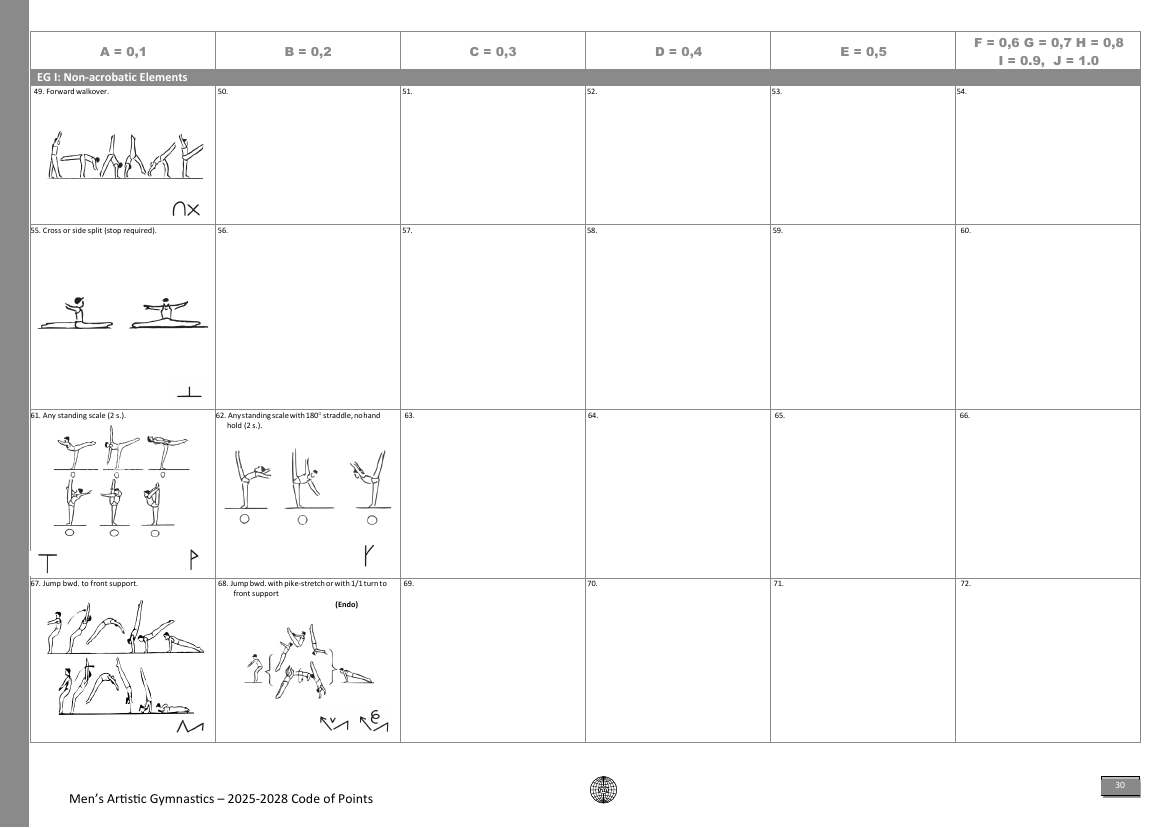 A = 0,1
B = 0,2
C = 0,3
D = 0,4
E = 0,5
F = 0,6 G = 0,7 H = 0,8
I = 0.9, J = 1.0
EG I: Non-acrobatic Elements
49. Forward walkover.
50.
51.
52.
53.
54.
55. Cross or side split (stop required).
56.
57.
58.
59.
60.
61. Any standing scale (2 s.).
62. Any standing scale with 180° straddle, no hand
hold (2 s.).
63.
64.
65.
66.
67. Jump bwd. to front support.
68. Jump bwd. with pike-stretch or with 1/1 turn to
front support
(Endo)
69.
70.
71.
72.
Men's Artistic Gymnastics – 2025-2028 Code of Points
30